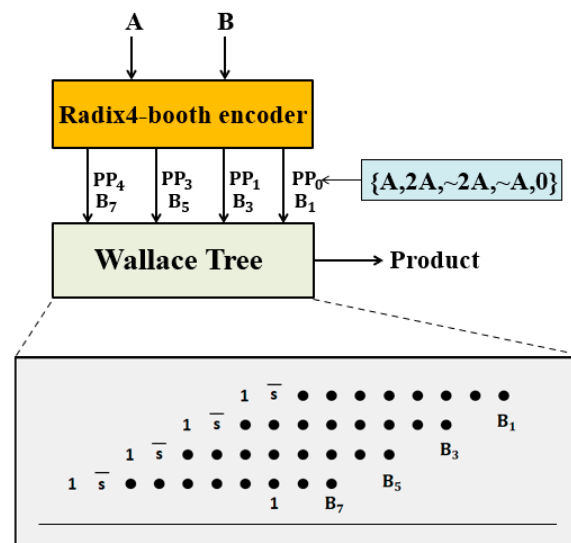 A B
Radix4-booth encoder
PP₄ PP₃ PP₁ PP₀ {A,2A,~2A,~A,0}
B₇ B₅ B₃ B₁
Wallace Tree Product
1 s̅
B₁
1 s̅
B₃
1 s̅
B₅
1 s̅
1 B₇